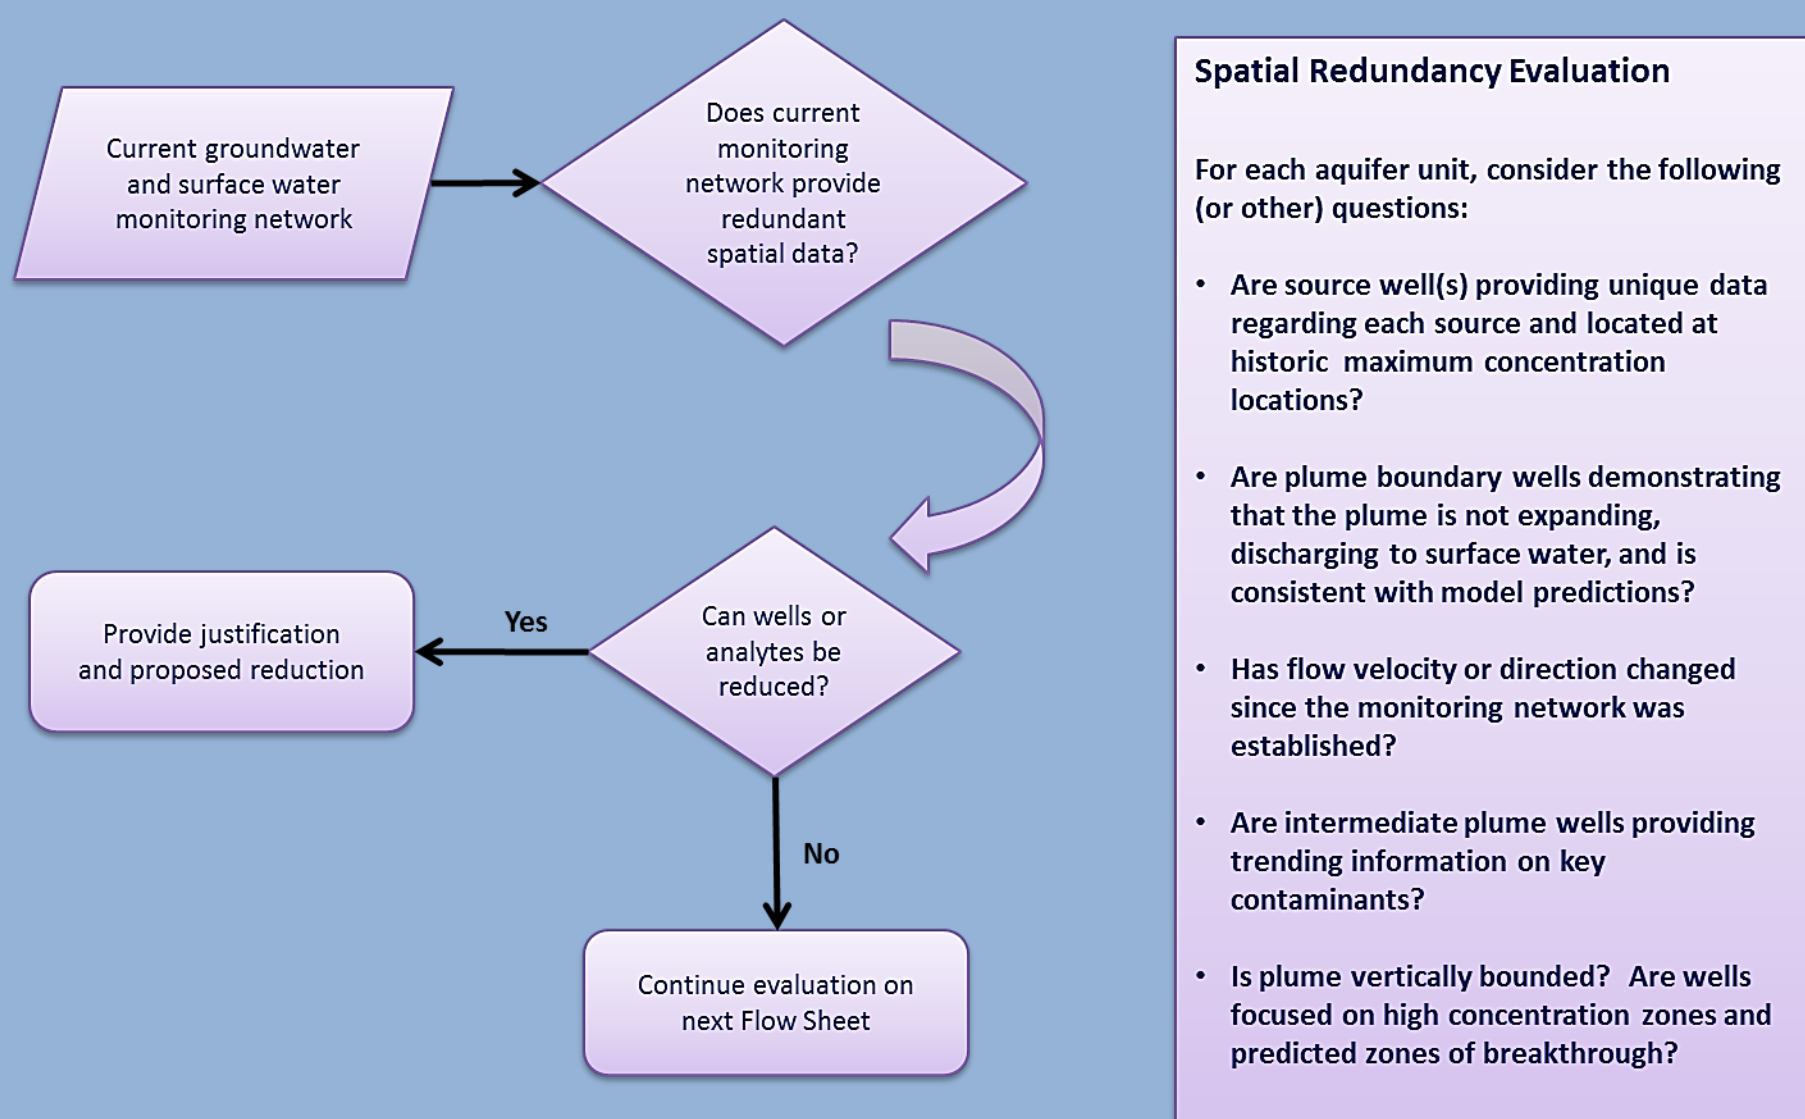 Current groundwater
and surface water
monitoring network
Does current
monitoring
network provide
redundant
spatial data?
Can wells or
analytes be
reduced?
Yes
Provide justification
and proposed reduction
No
Continue evaluation on
next Flow Sheet
Spatial Redundancy Evaluation
For each aquifer unit, consider the following
(or other) questions:
• Are source well(s) providing unique data
regarding each source and located at
historic maximum concentration
locations?
• Are plume boundary wells demonstrating
that the plume is not expanding,
discharging to surface water, and is
consistent with model predictions?
• Has flow velocity or direction changed
since the monitoring network was
established?
• Are intermediate plume wells providing
trending information on key
contaminants?
• Is plume vertically bounded? Are wells
focused on high concentration zones and
predicted zones of breakthrough?